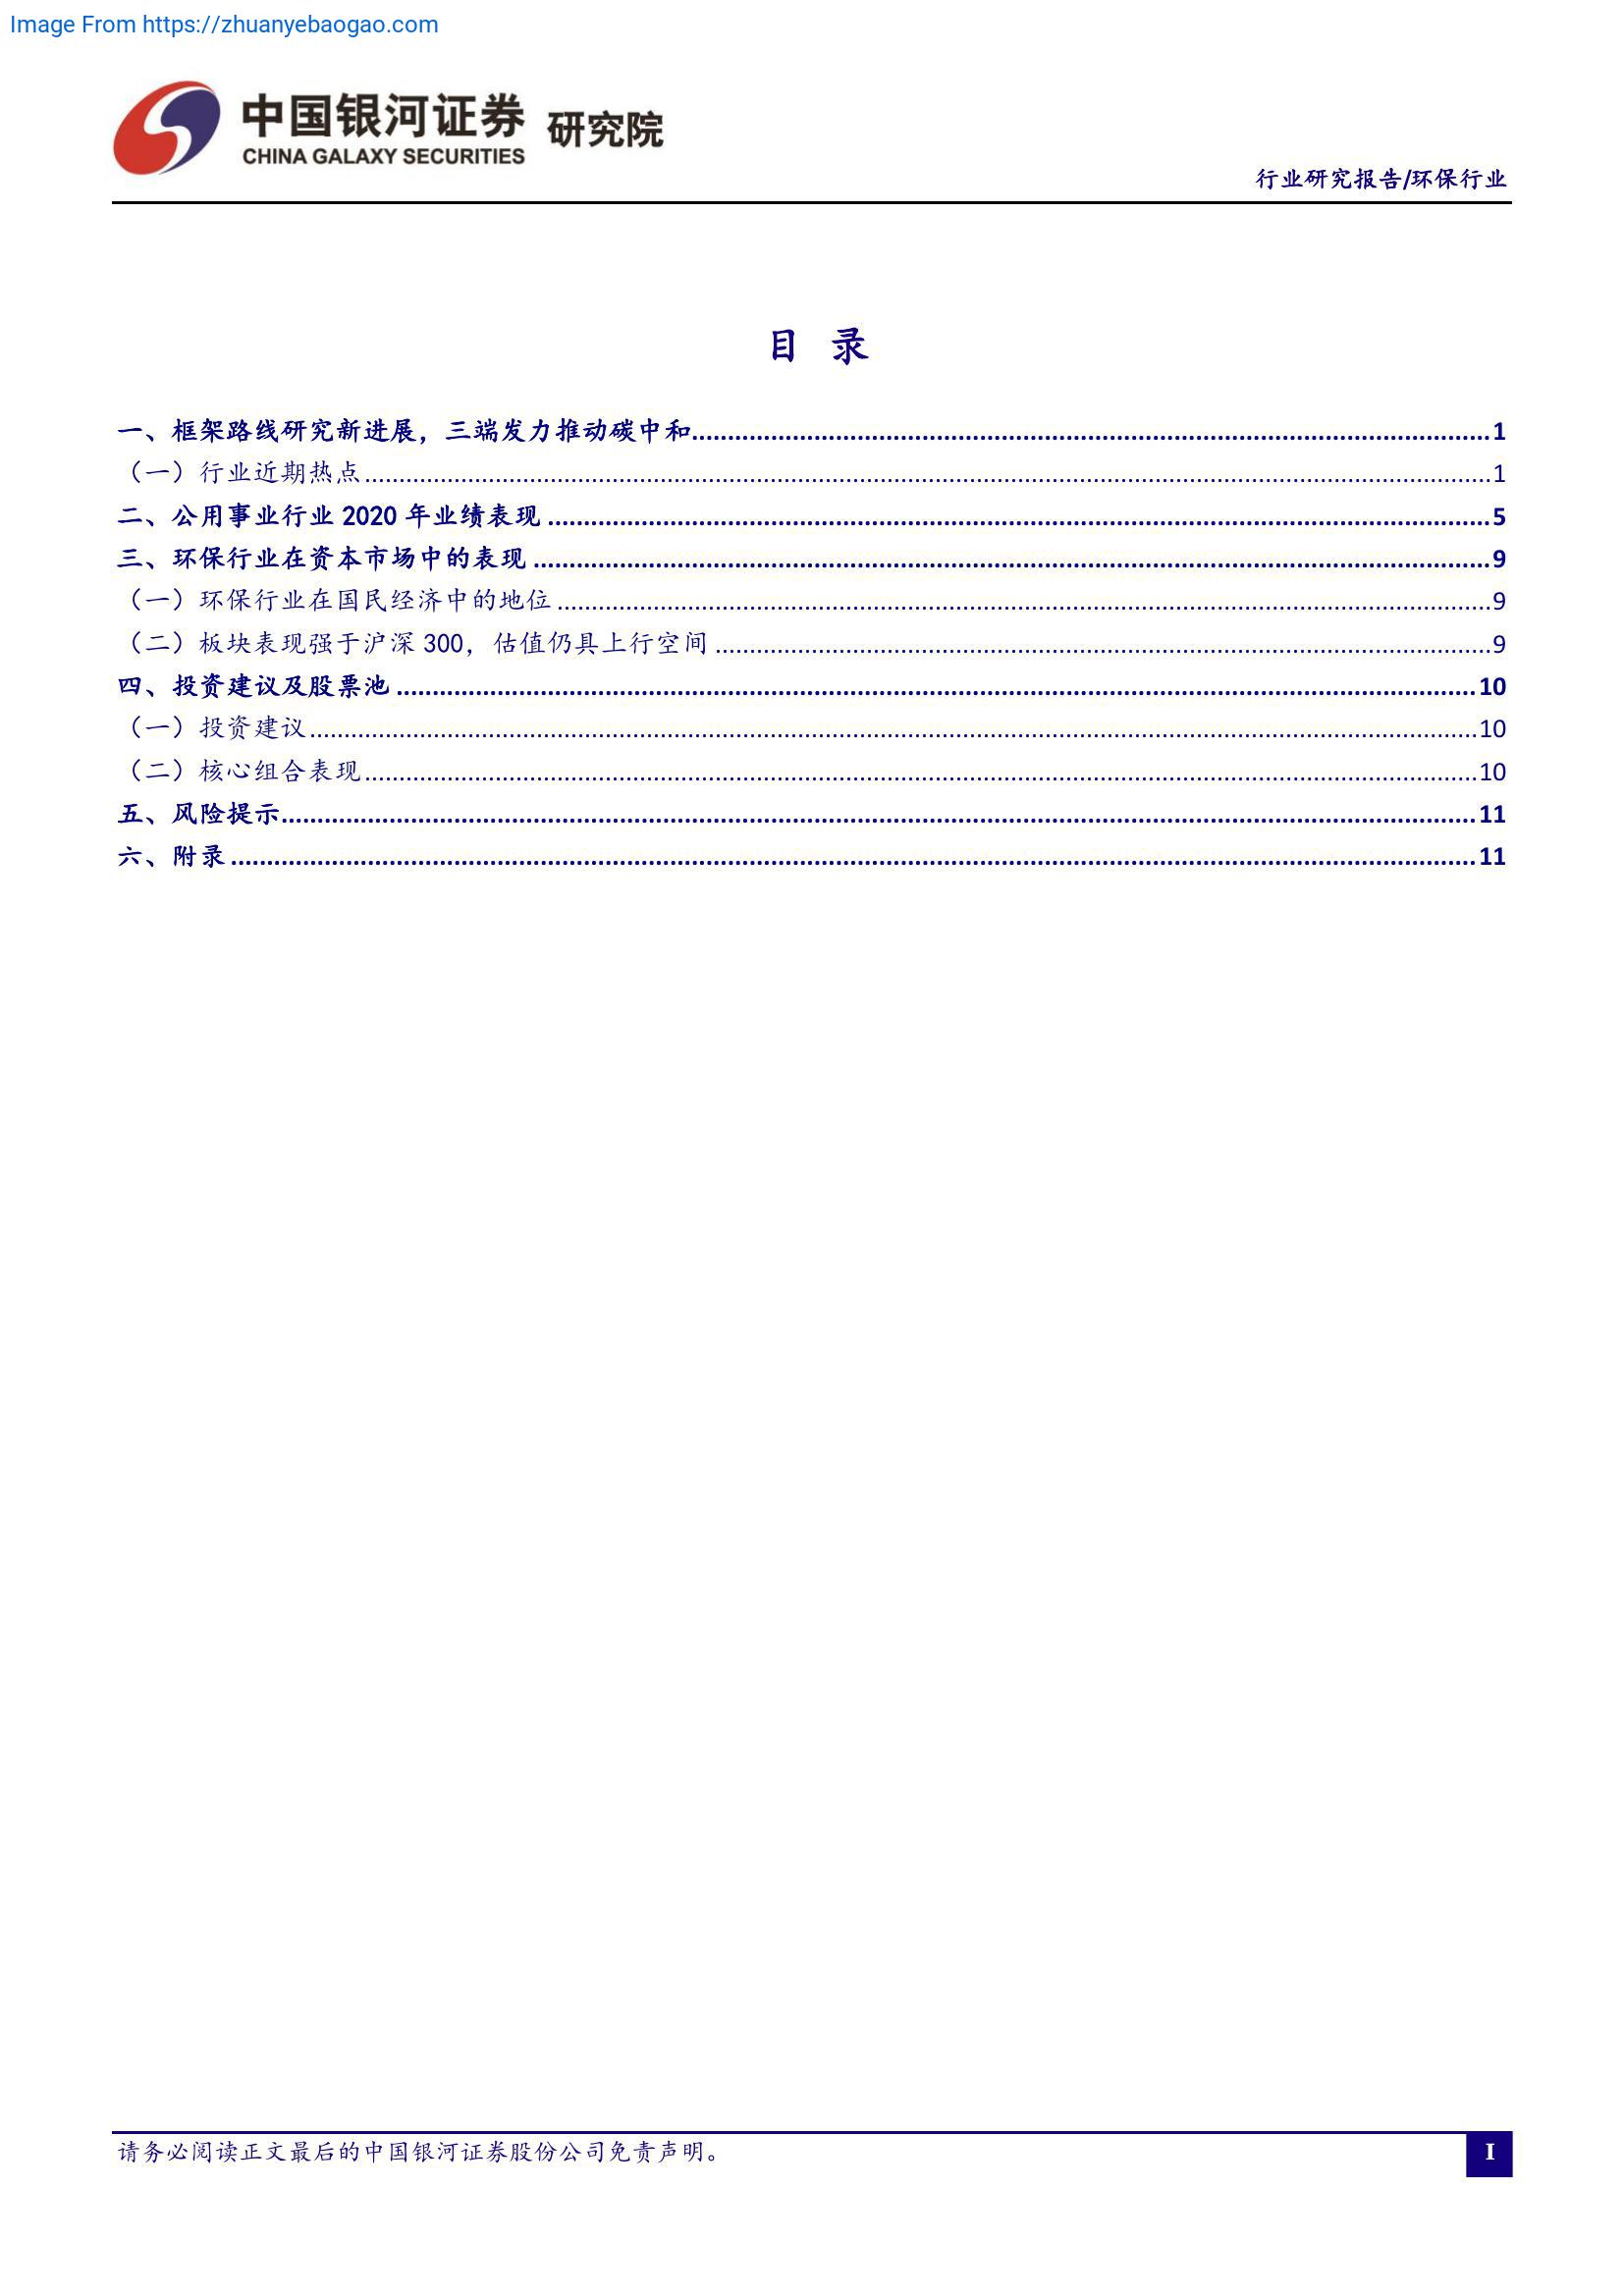 Image From https://zhuanyebaogao.com
中国银河证券 研究院
CHINA GALAXY SECURITIES
行业研究报告/环保行业
目 录
一、框架路线研究新进展，三端发力推动碳中和........................................1
（一）行业近期热点........................................1
二、公用事业行业 2020 年业绩表现........................................5
三、环保行业在资本市场中的表现........................................9
（一）环保行业在国民经济中的地位........................................9
（二）板块表现强于沪深 300，估值仍具上行空间........................................9
四、投资建议及股票池........................................10
（一）投资建议........................................10
（二）核心组合表现........................................10
五、风险提示........................................11
六、附录........................................11
请务必阅读正文最后的中国银河证券股份公司免责声明。
I